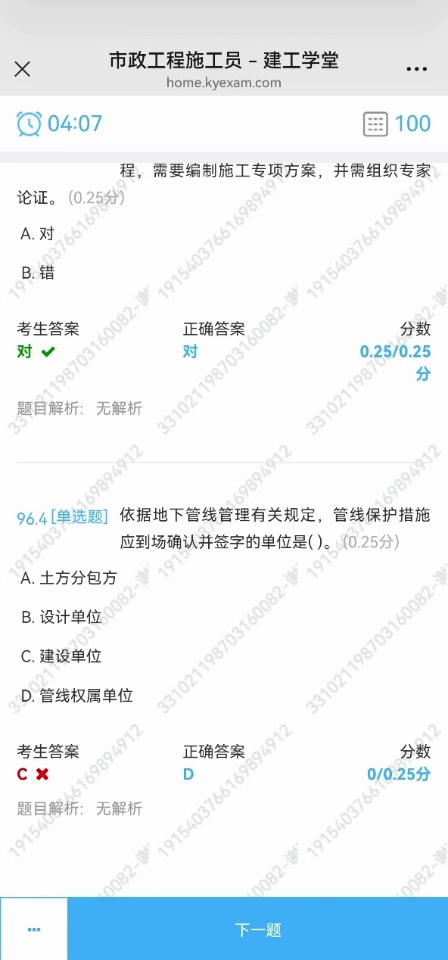 市政工程施工员 – 建工学堂
home.kyexam.com
04:07
100
程，需要编制施工专项方案，并需组织专家
论证。(0.25分)
A. 对
B. 错
考生答案 正确答案 分数
对 对 0.25/0.25
分
题目解析: 无解析
96.4 [单选题] 依据地下管线管理有关规定，管线保护措施
应到场确认并签字的单位是( )。(0.25分)
A. 土方分包方
B. 设计单位
C. 建设单位
D. 管线权属单位
考生答案 正确答案 分数
C D 0/0.25分
题目解析: 无解析
下一题